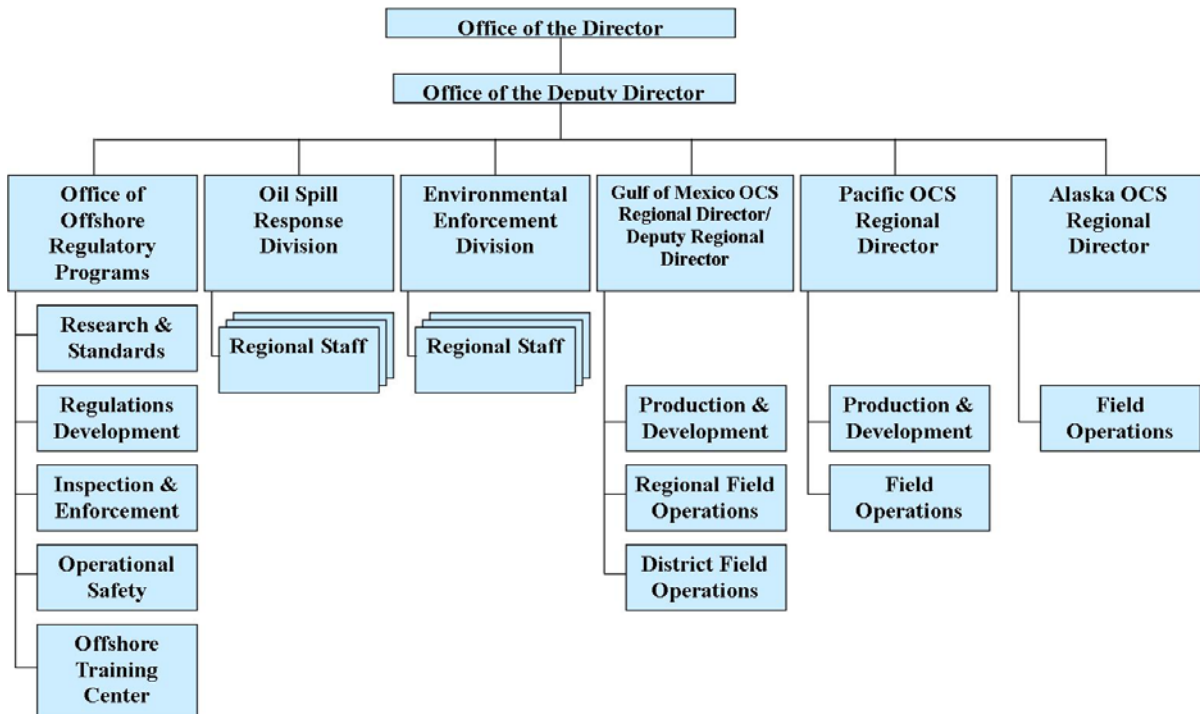 Office of the Director
Office of the Deputy Director
Office of
Offshore
Regulatory
Programs
Oil Spill
Response
Division
Environmental
Enforcement
Division
Gulf of Mexico OCS
Regional Director/
Deputy Regional
Director
Pacific OCS
Regional
Director
Alaska OCS
Regional
Director
Research &
Standards
Regulations
Development
Inspection &
Enforcement
Operational
Safety
Offshore
Training
Center
Regional Staff
Regional Staff
Production &
Development
Regional Field
Operations
District Field
Operations
Production &
Development
Field
Operations
Field
Operations